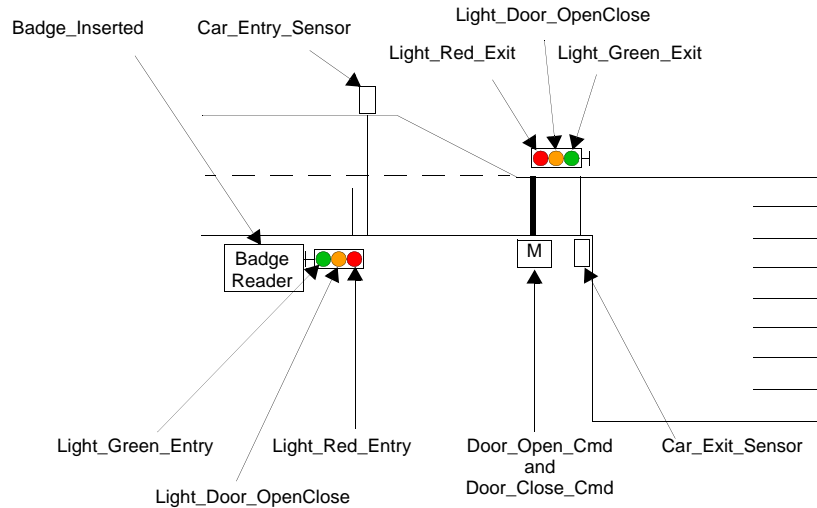 Light_Door_OpenClose
Badge_Inserted
Car_Entry_Sensor
Light_Red_Exit
Light_Green_Exit
M
Badge
Reader
Light_Green_Entry
Light_Red_Entry
Door_Open_Cmd
and
Door_Close_Cmd
Car_Exit_Sensor
Light_Door_OpenClose